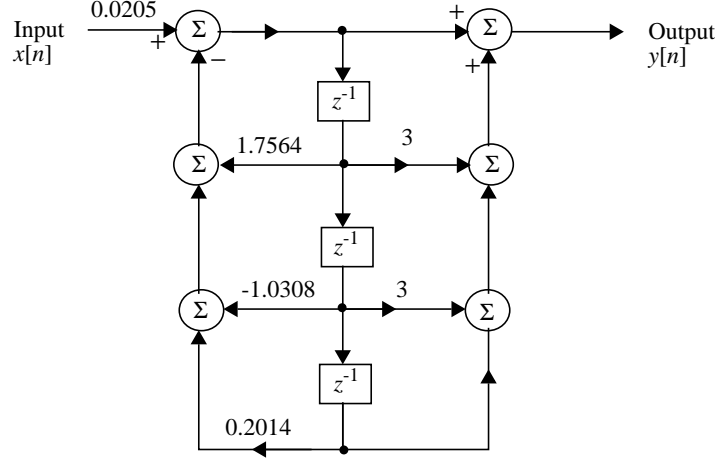 0.0205
Input
x[n]
+
Σ
−
+
Σ
+
Output
y[n]
z⁻¹
1.7564
3
Σ
Σ
z⁻¹
-1.0308
3
Σ
Σ
z⁻¹
0.2014